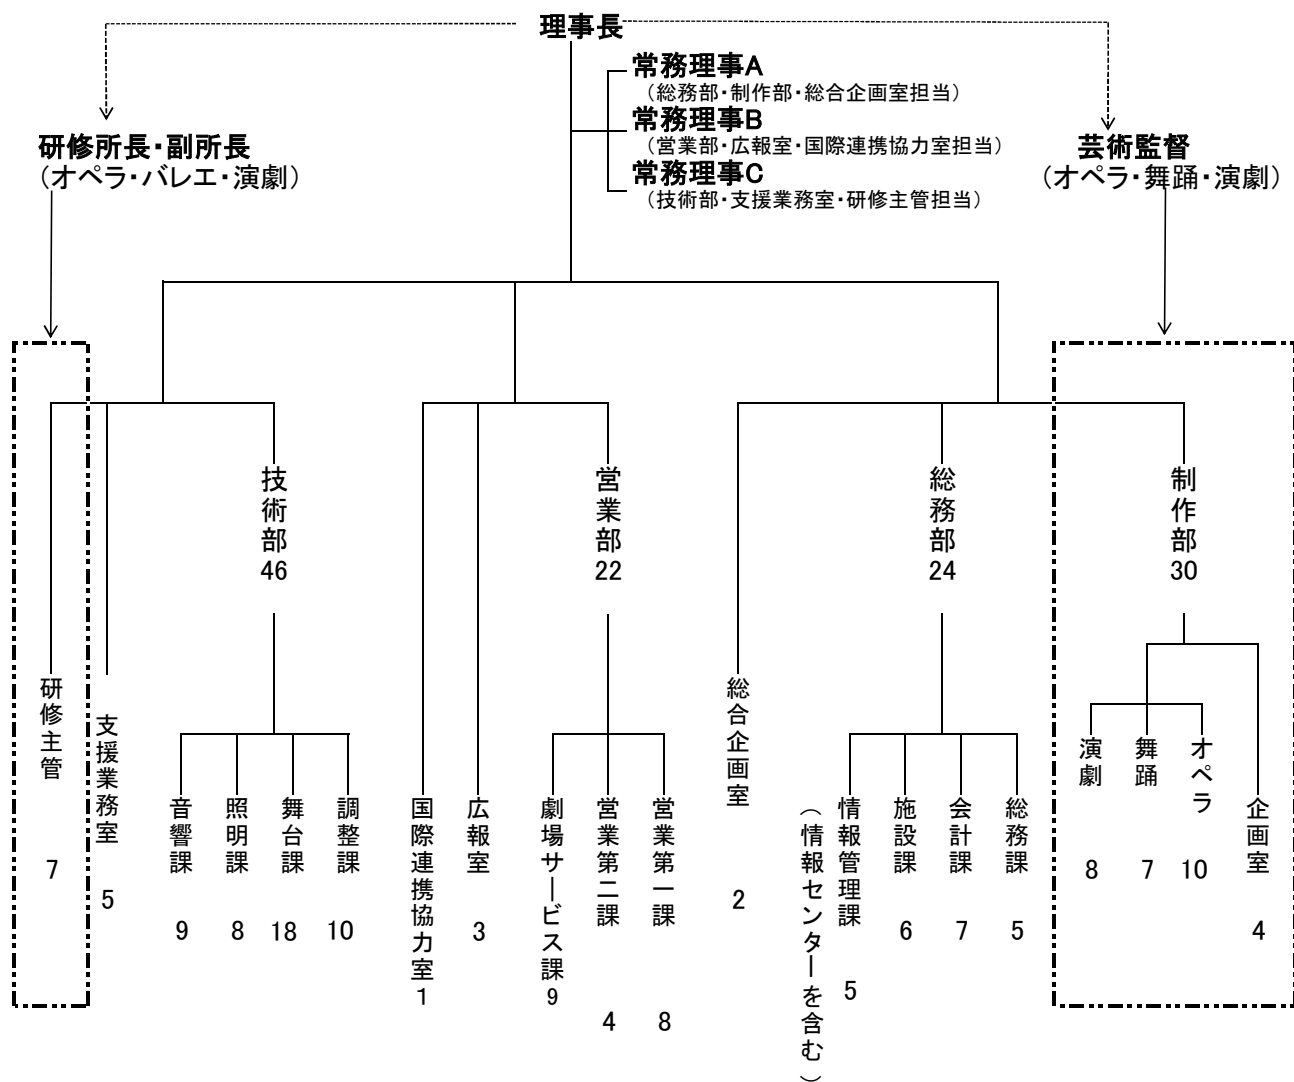 理事長
常務理事A
（総務部・制作部・総合企画室担当）
常務理事B
（営業部・広報室・国際連携協力室担当）
常務理事C
（技術部・支援業務室・研修主管担当）
研修所長・副所長
（オペラ・バレエ・演劇）
芸術監督
（オペラ・舞踊・演劇）
技術部
46
営業部
22
総務部
24
制作部
30
研修主管
7
支援業務室
5
音響課
9
照明課
8
舞台課
18
調整課
10
国際連携協力室
1
広報室
3
劇場サービス課
9
営業第二課
4
営業第一課
8
総合企画室
2
情報管理課
（情報センターを含む）
5
施設課
6
会計課
7
総務課
5
演劇
8
舞踊
7
オペラ
10
企画室
4